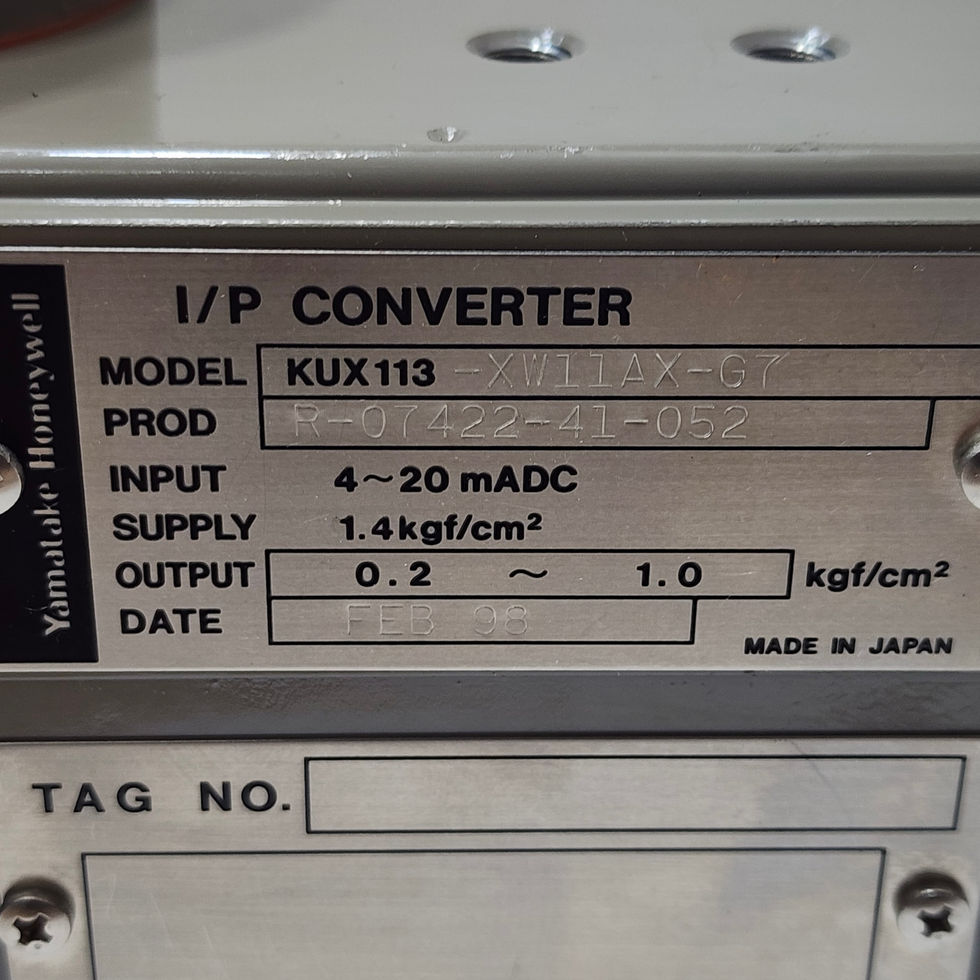 Yamatake Honeywell
I/P CONVERTER
MODEL KUX113 -XW11AX-G7
PROD R-07422-41-052
INPUT 4～20 mADC
SUPPLY 1.4kgf/cm²
OUTPUT 0.2 ～ 1.0 kgf/cm²
DATE FEB 98
MADE IN JAPAN
TAG NO.